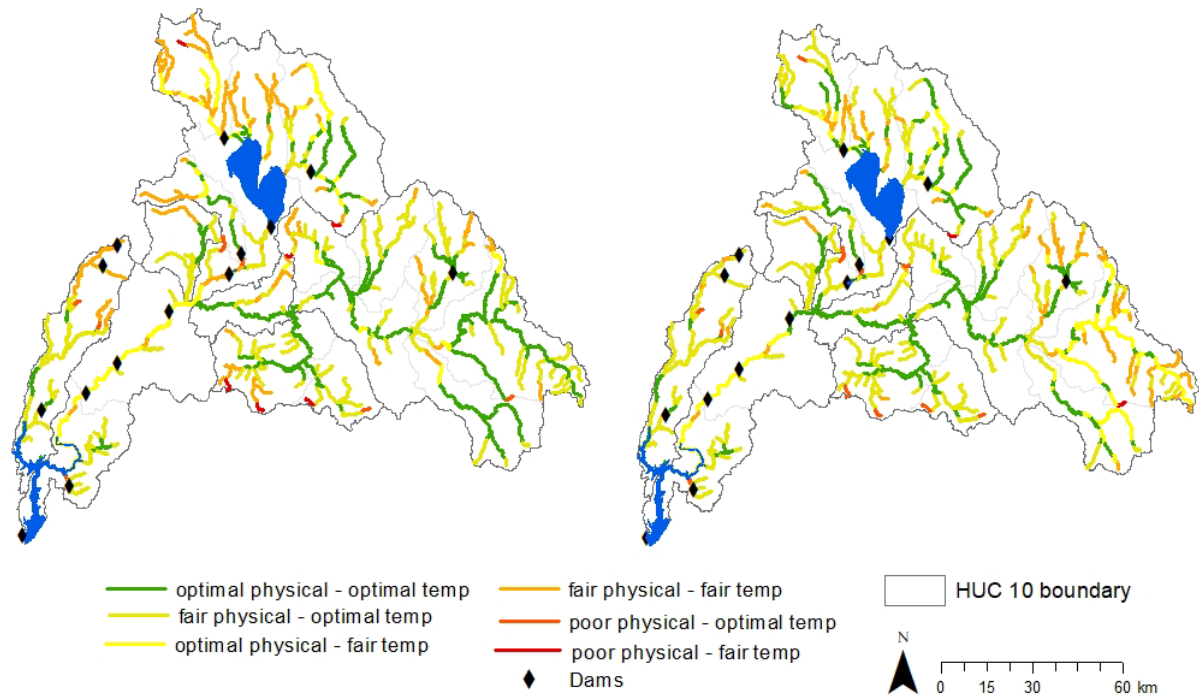 optimal physical - optimal temp
fair physical - optimal temp
optimal physical - fair temp
fair physical - fair temp
poor physical - optimal temp
poor physical - fair temp
Dams
HUC 10 boundary
N
0 15 30 60 km